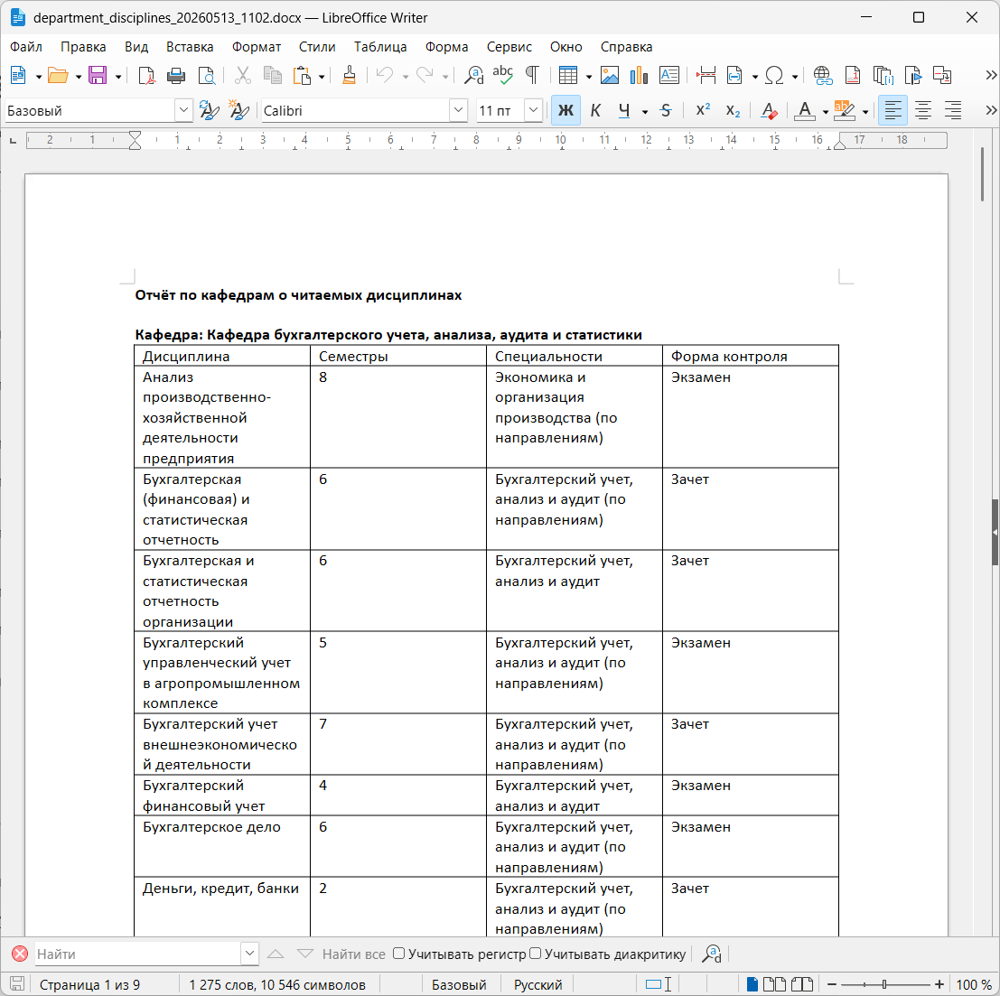 department_disciplines_20260513_1102.docx — LibreOffice Writer
Файл Правка Вид Вставка Формат Стили Таблица Форма Сервис Окно Справка
Базовый Calibri 11 пт Ж К Ч S X² X₂ A
2 1 1 2 3 4 5 6 7 8 9 10 11 12 13 14 15 16 17 18
Отчёт по кафедрам о читаемых дисциплинах
Кафедра: Кафедра бухгалтерского учета, анализа, аудита и статистики
Дисциплина Семестры Специальности Форма контроля
Анализ 8 Экономика и Экзамен
производственно- организация
хозяйственной производства (по
деятельности направлениям)
предприятия
Бухгалтерская 6 Бухгалтерский учет, Зачет
(финансовая) и анализ и аудит (по
статистическая направлениям)
отчетность
Бухгалтерская и 6 Бухгалтерский учет, Зачет
статистическая анализ и аудит
отчетность
организации
Бухгалтерский 5 Бухгалтерский учет, Экзамен
управленческий учет анализ и аудит (по
в агропромышленном направлениям)
комплексе
Бухгалтерский учет 7 Бухгалтерский учет, Зачет
внешнеэкономическо анализ и аудит (по
й деятельности направлениям)
Бухгалтерский 4 Бухгалтерский учет, Экзамен
финансовый учет анализ и аудит
Бухгалтерское дело 6 Бухгалтерский учет, Экзамен
анализ и аудит (по
направлениям)
Деньги, кредит, банки 2 Бухгалтерский учет, Зачет
анализ и аудит (по
направлениям)
Найти Найти все Учитывать регистр Учитывать диакритику
Страница 1 из 9 1 275 слов, 10 546 символов Базовый Русский 100 %